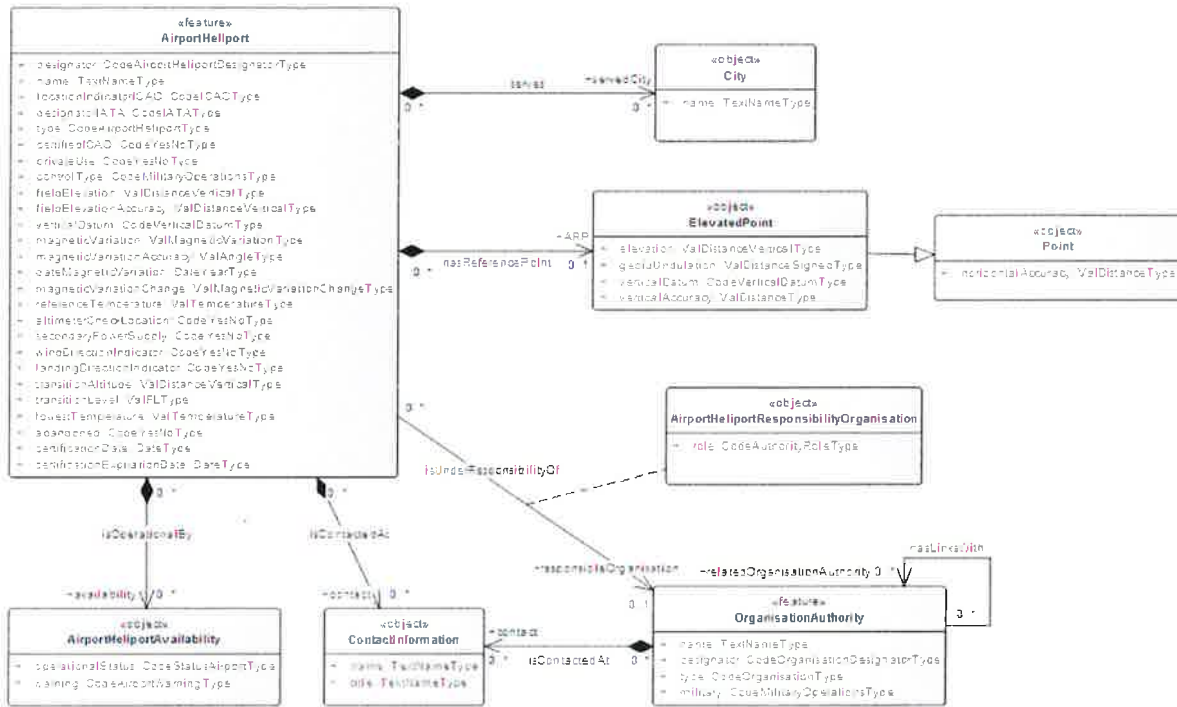 «feature»
AirportHeliport
+ designator CodeAirportHeliportDesignatorType
+ name TextNameType
+ locationIndicatorICAO CodeICAOType
+ designatorIATA CodeIATAType
+ type CodeAirportHeliportType
+ certifiedICAO CodeYesNoType
+ privateUse CodeYesNoType
+ controlType CodeMilitaryOperationsType
+ fieldElevation ValDistanceVerticalType
+ fieldElevationAccuracy ValDistanceVerticalType
+ verticalDatum CodeVerticalDatumType
+ magneticVariation ValMagneticVariationType
+ magneticVariationAccuracy ValAngleType
+ dateMagneticVariation DateYearType
+ magneticVariationChange ValMagneticVariationChangeType
+ referenceTemperature ValTemperatureType
+ altimeterCheckLocation CodeYesNoType
+ secondaryPowerSupply CodeYesNoType
+ windDirectionIndicator CodeYesNoType
+ landingDirectionIndicator CodeYesNoType
+ transitionAltitude ValDistanceVerticalType
+ transitionLevel ValFLType
+ lowestTemperature ValTemperatureType
+ abandoned CodeYesNoType
+ certificationDate DateType
+ certificationExpirationDate DateType
serves
+servedCity
0..*
0..*
«object»
City
+ name TextNameType
+ARP
hasReferencePoint
0..*
0..1
«object»
ElevatedPoint
+ elevation ValDistanceVerticalType
+ geoidUndulation ValDistanceSignedType
+ verticalDatum CodeVerticalDatumType
+ verticalAccuracy ValDistanceType
«object»
Point
+ horizontalAccuracy ValDistanceType
«object»
AirportHeliportResponsibilityOrganisation
+ role CodeAuthorityRoleType
0..*
isUnderResponsibilityOf
+responsibleOrganisation
0..1
0..*
isOperationalBy
+availability
0..*
0..*
isContactedAt
+contact
0..*
«object»
AirportHeliportAvailability
+ operationalStatus CodeStatusAirportType
+ warning CodeAirportWarningType
«object»
ContactInformation
+ name TextNameType
+ title TextNameType
+contact
0..*
isContactedAt
0..*
hasLinksWith
+relatedOrganisationAuthority 0..*
0..*
«feature»
OrganisationAuthority
+ name TextNameType
+ designator CodeOrganisationDesignatorType
+ type CodeOrganisationType
+ military CodeMilitaryOperationsType